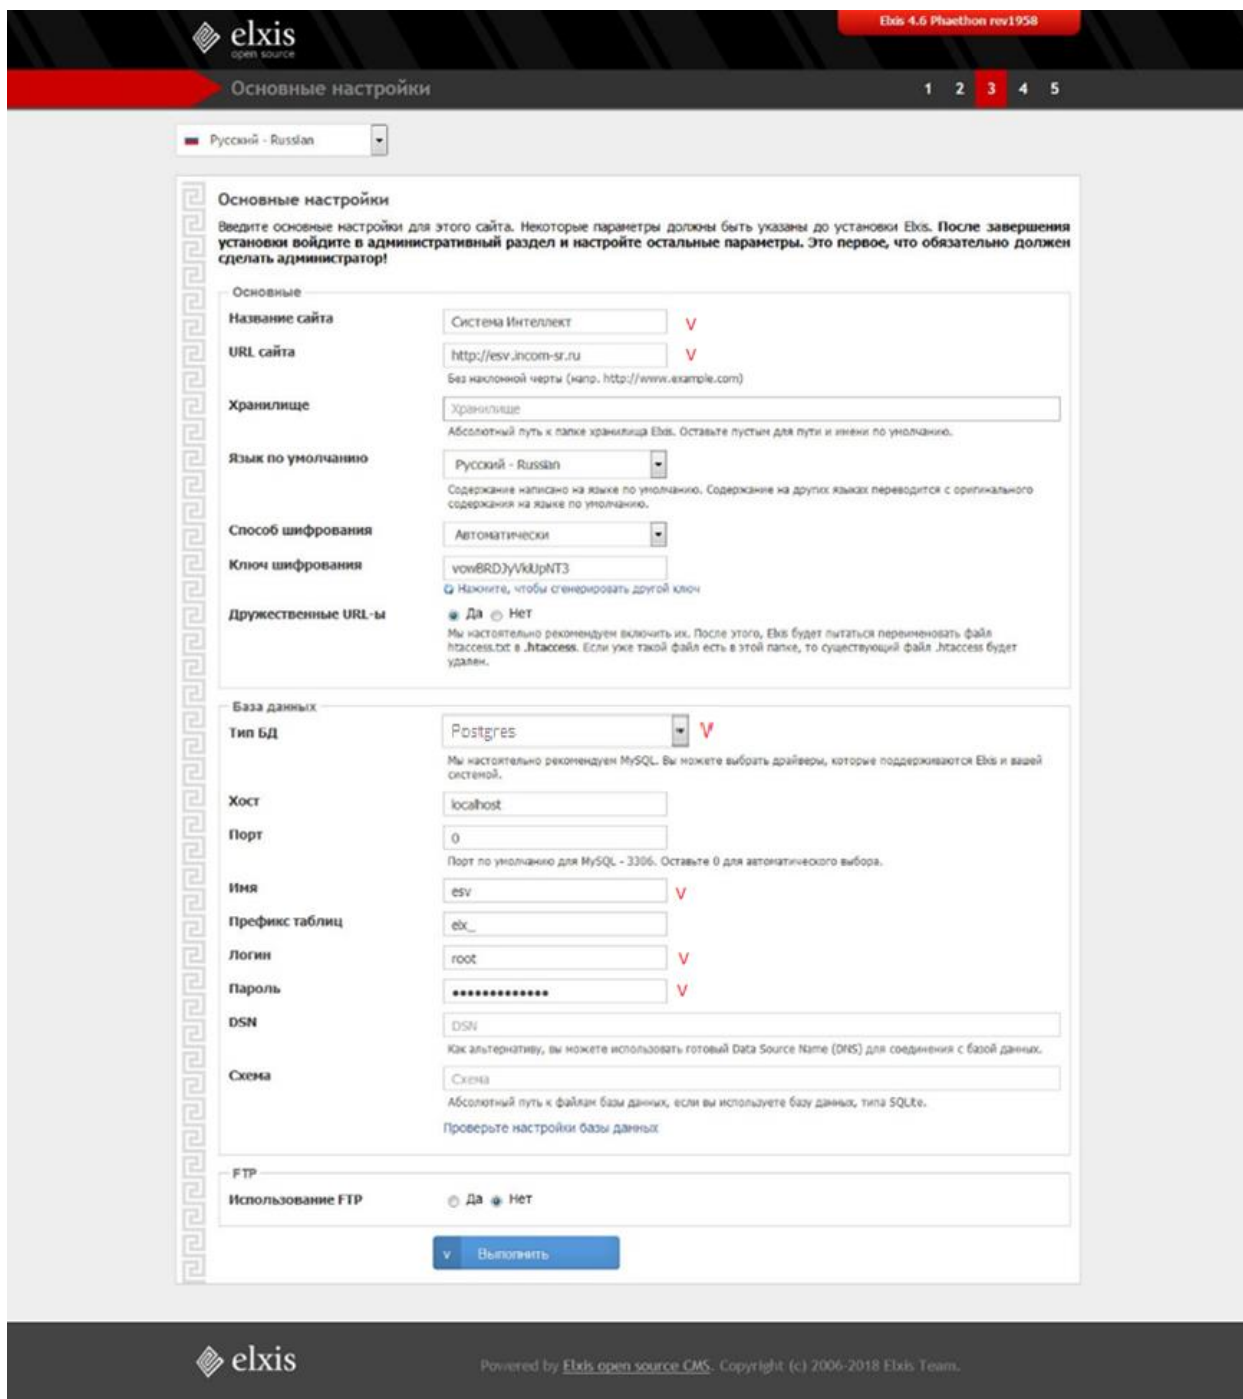 elxis
open source
Elxis 4.6 Phaethon rev1958
Основные настройки
1 2 3 4 5
Русский - Russian
Основные настройки
Введите основные настройки для этого сайта. Некоторые параметры должны быть указаны до установки Elxis. После завершения
установки войдите в административный раздел и настройте остальные параметры. Это первое, что обязательно должен
сделать администратор!
Основные
Название сайта
Система Интеллект V
URL сайта
http://esv.incom-sr.ru V
Без наклонной черты (напр. http://www.example.com)
Хранилище
Хранилище
Абсолютный путь к папке хранилища Elxis. Оставьте пустым для пути и имени по умолчанию.
Язык по умолчанию
Русский - Russian
Содержание написано на языке по умолчанию. Содержание на других языках переводится с оригинального
содержания на языке по умолчанию.
Способ шифрования
Автоматически
Ключ шифрования
Нажмите, чтобы сгенерировать другой ключ
Дружественные URL-ы
Да Нет
Мы настоятельно рекомендуем включить их. После этого, Elxis будет пытаться переименовать файл
htaccess.txt в .htaccess. Если уже такой файл есть в этой папке, то существующий файл .htaccess будет
удален.
База данных
Тип БД
Postgres V
Мы настоятельно рекомендуем MySQL. Вы можете выбрать драйверы, которые поддерживаются Elxis и вашей
системой.
Хост
localhost
Порт
0
Порт по умолчанию для MySQL - 3306. Оставьте 0 для автоматического выбора.
Имя
esv V
Префикс таблиц
elx_
Логин
root V
Пароль
••••••••••••• V
DSN
DSN
Как альтернативу, вы можете использовать готовый Data Source Name (DNS) для соединения с базой данных.
Схема
Схема
Абсолютный путь к файлам базы данных, если вы используете базу данных, типа SQLite.
Проверьте настройки базы данных
FTP
Использование FTP
Да Нет
v Выполнить
elxis
Powered by Elxis open source CMS. Copyright (c) 2006-2018 Elxis Team.